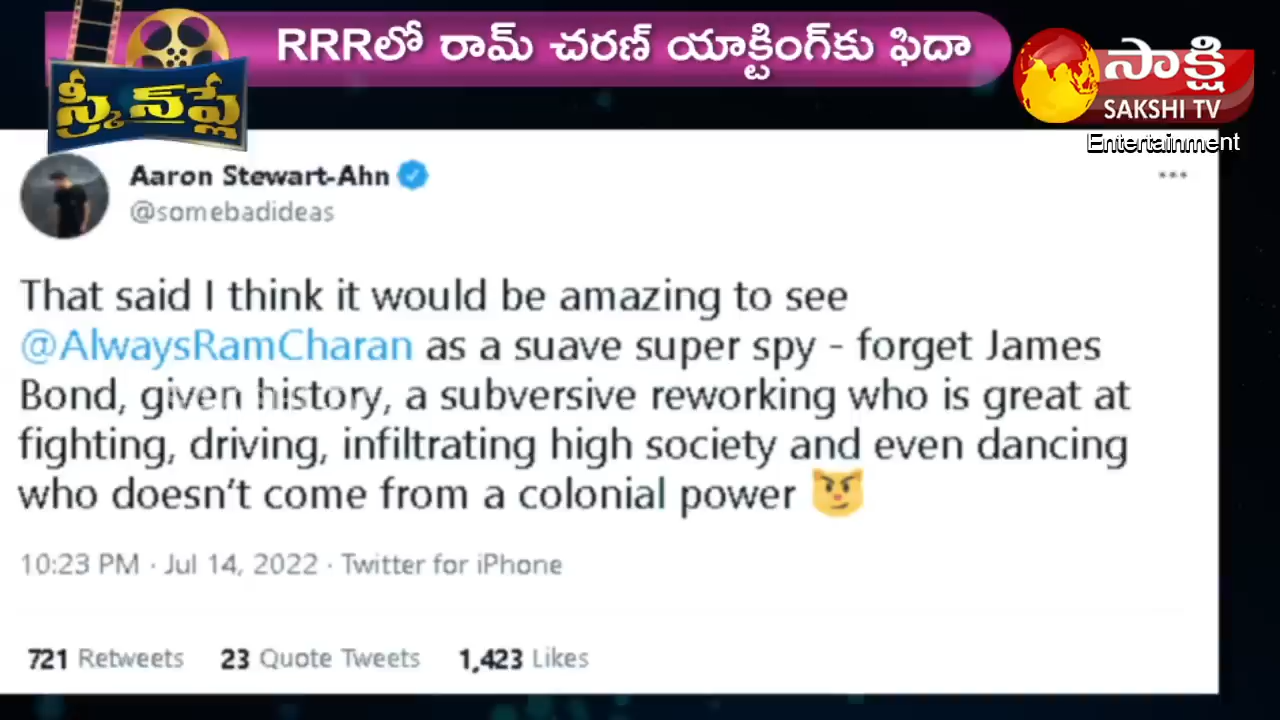 RRRలో రామ్ చరణ్ యాక్టింగ్‌కు ఫిదా
స్క్రీన్‌ప్లే
సాక్షి
SAKSHI TV
Entertainment
Aaron Stewart-Ahn
@somebadideas
That said I think it would be amazing to see
@AlwaysRamCharan as a suave super spy - forget James
Bond, given history, a subversive reworking who is great at
fighting, driving, infiltrating high society and even dancing
who doesn't come from a colonial power 😼
10:23 PM · Jul 14, 2022 · Twitter for iPhone
721 Retweets 23 Quote Tweets 1,423 Likes